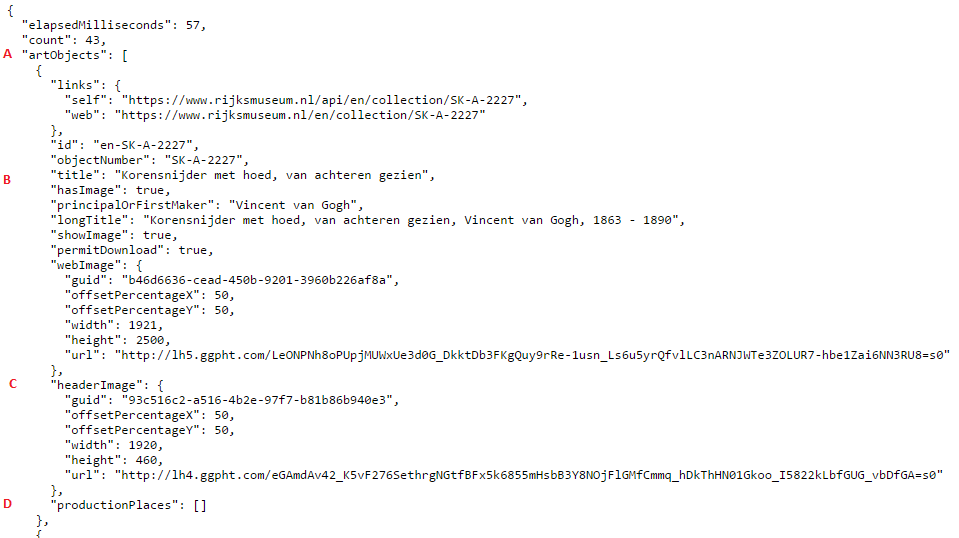 {
"elapsedMilliseconds": 57,
"count": 43,
A "artObjects": [
{
"links": {
"self": "https://www.rijksmuseum.nl/api/en/collection/SK-A-2227",
"web": "https://www.rijksmuseum.nl/en/collection/SK-A-2227"
},
"id": "en-SK-A-2227",
"objectNumber": "SK-A-2227",
B "title": "Korensnijder met hoed, van achteren gezien",
"hasImage": true,
"principalOrFirstMaker": "Vincent van Gogh",
"longTitle": "Korensnijder met hoed, van achteren gezien, Vincent van Gogh, 1863 - 1890",
"showImage": true,
"permitDownload": true,
"webImage": {
"guid": "b46d6636-cead-450b-9201-3960b226af8a",
"offsetPercentageX": 50,
"offsetPercentageY": 50,
"width": 1921,
"height": 2500,
"url": "http://lh5.ggpht.com/LeONPNh8oPUpjMUWxUe3d0G_DkktDb3FKgQuy9rRe-1usn_Ls6u5yrQfvlLC3nARNJWTe3ZOLUR7-hbe1Zai6NN3RU8=s0"
},
C "headerImage": {
"guid": "93c516c2-a516-4b2e-97f7-b81b86b940e3",
"offsetPercentageX": 50,
"offsetPercentageY": 50,
"width": 1920,
"height": 460,
"url": "http://lh4.ggpht.com/eGAmdAv42_K5vF276SethrgNGtfBFx5k6855mHsbB3Y8NOjFlGMfCmmq_hDkThHN01Gkoo_I5822kLbfGUG_vbDfGA=s0"
},
D "productionPlaces": []
},
{